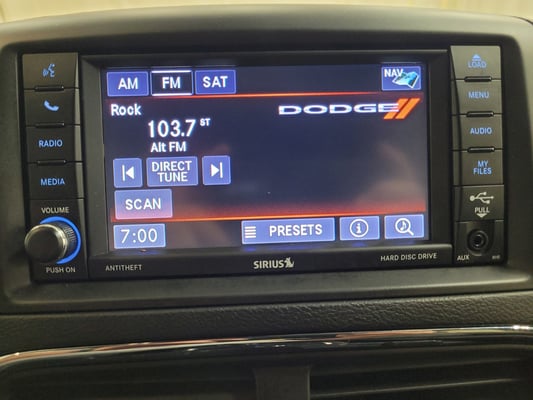 AM FM SAT NAV
Rock
DODGE
103.7 ST
Alt FM
DIRECT
TUNE
SCAN
7:00 PRESETS
RADIO
MEDIA
VOLUME
PUSH ON
LOAD
MENU
AUDIO
MY
FILES
PULL
AUX
ANTITHEFT
SIRIUS
HARD DISC DRIVE